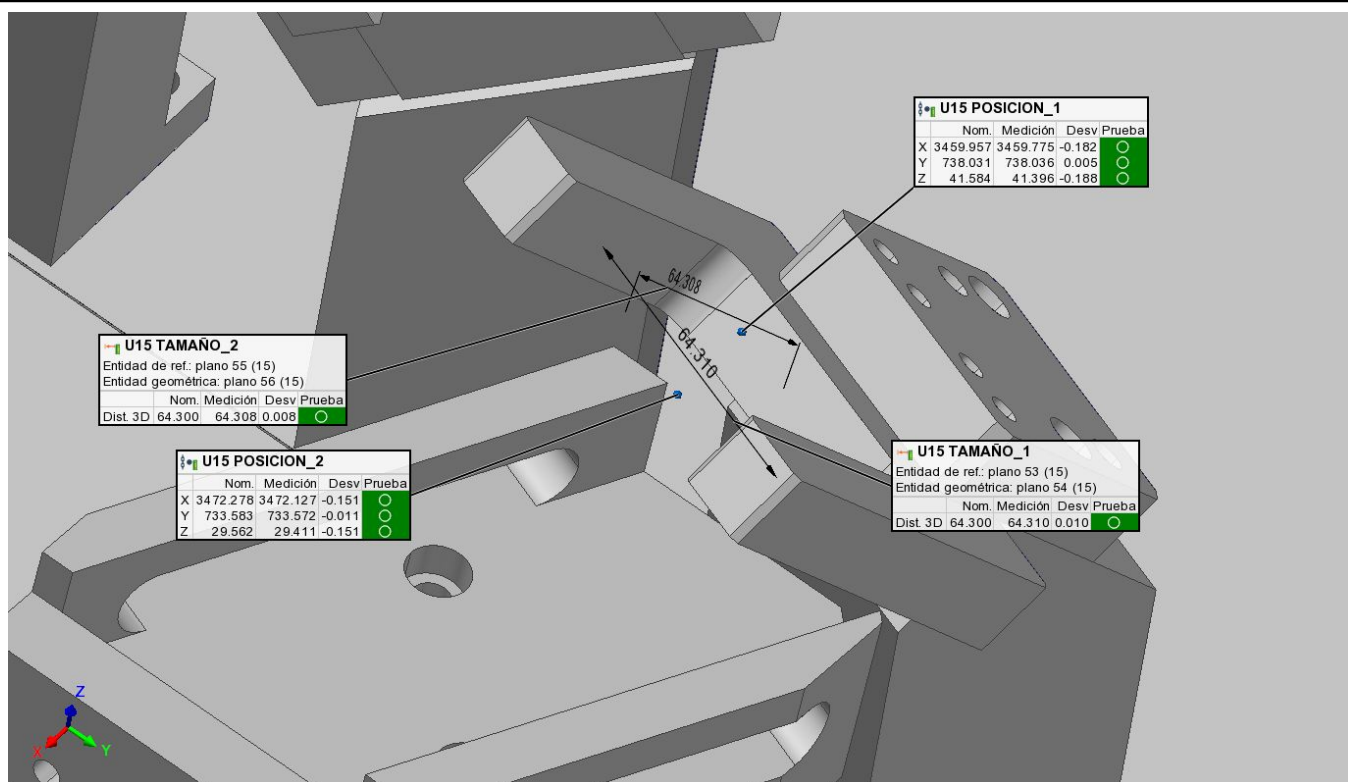 U15 POSICION_1
Nom. Medición Desv Prueba
X 3459.957 3459.775 -0.182
Y 738.031 738.036 0.005
Z 41.584 41.396 -0.188
64.308
64.310
U15 TAMAÑO_2
Entidad de ref.: plano 55 (15)
Entidad geométrica: plano 56 (15)
Nom. Medición Desv Prueba
Dist. 3D 64.300 64.308 0.008
U15 POSICION_2
Nom. Medición Desv Prueba
X 3472.278 3472.127 -0.151
Y 733.583 733.572 -0.011
Z 29.562 29.411 -0.151
U15 TAMAÑO_1
Entidad de ref.: plano 53 (15)
Entidad geométrica: plano 54 (15)
Nom. Medición Desv Prueba
Dist. 3D 64.300 64.310 0.010
Z
X
Y